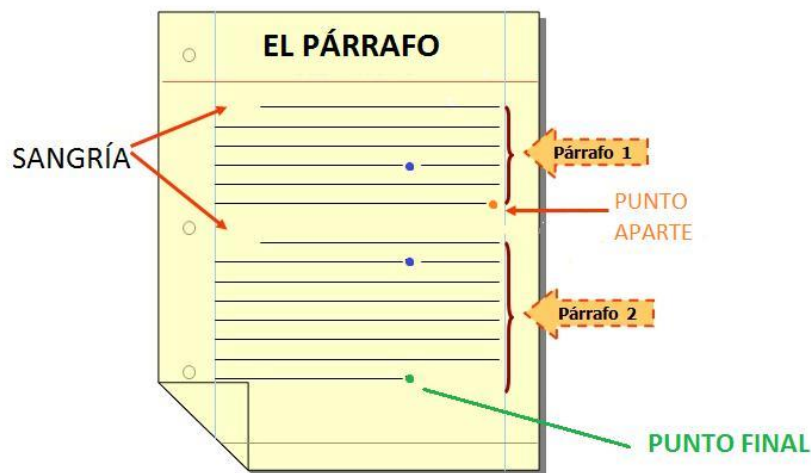 EL PÁRRAFO
SANGRÍA
Párrafo 1
PUNTO
APARTE
Párrafo 2
PUNTO FINAL